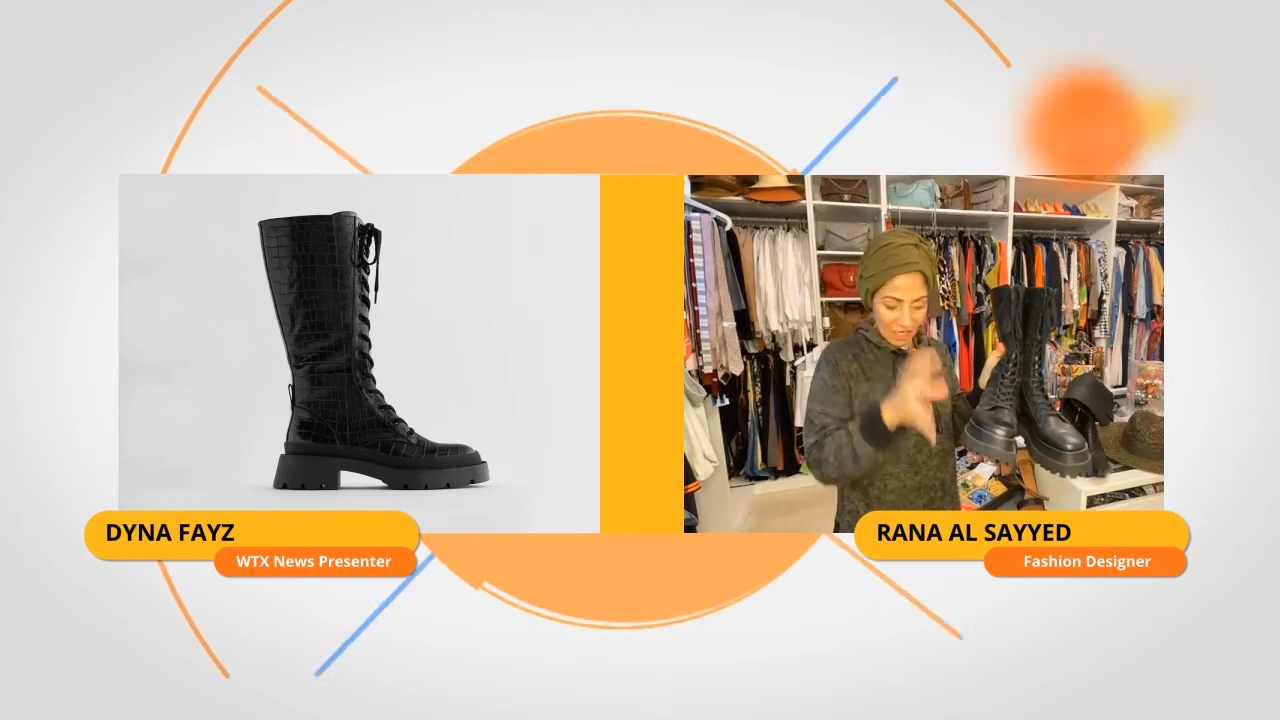 DYNA FAYZ
WTX News Presenter
RANA AL SAYYED
Fashion Designer